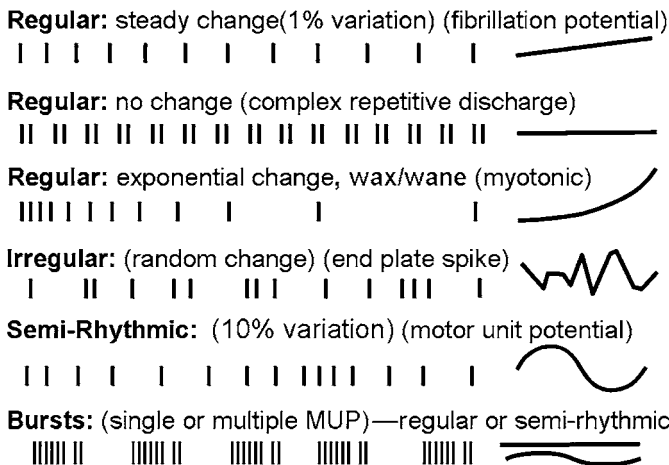 Regular: steady change(1% variation) (fibrillation potential)
Regular: no change (complex repetitive discharge)
Regular: exponential change, wax/wane (myotonic)
Irregular: (random change) (end plate spike)
Semi-Rhythmic: (10% variation) (motor unit potential)
Bursts: (single or multiple MUP)—regular or semi-rhythmic